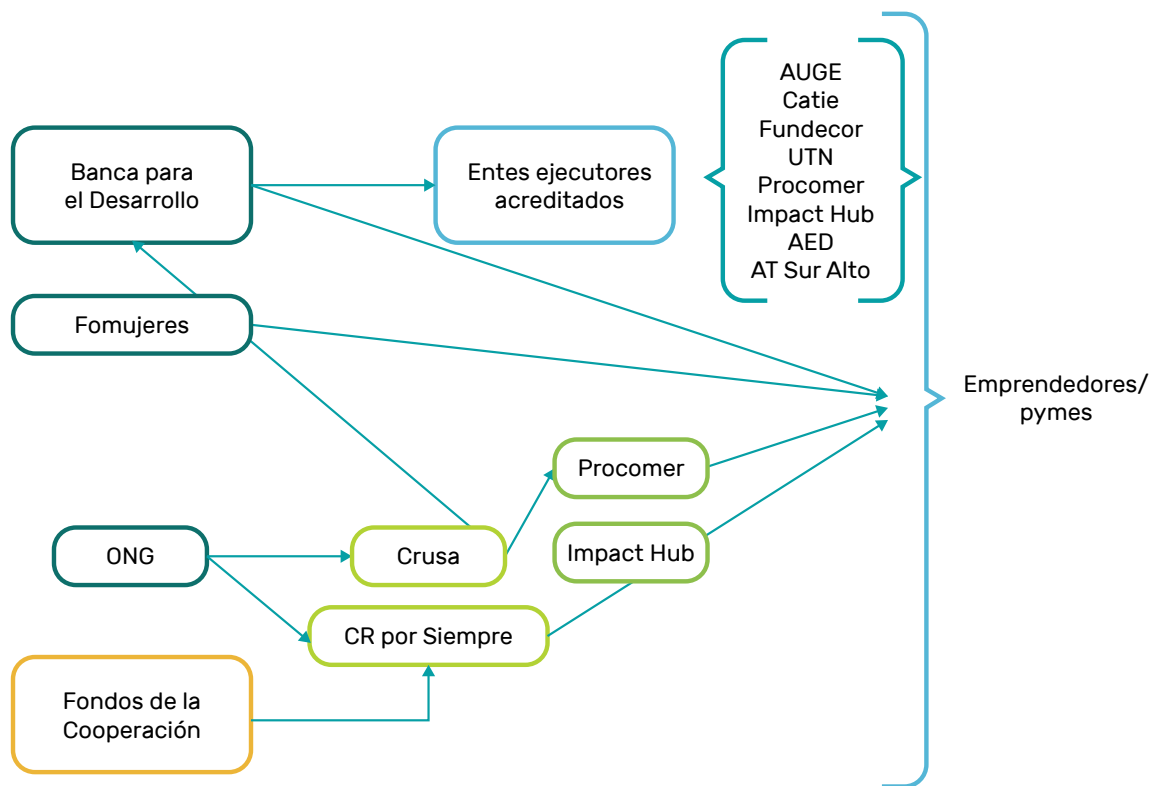 AUGE
Catie
Fundecor
UTN
Procomer
Impact Hub
AED
AT Sur Alto
Banca para
el Desarrollo
Entes ejecutores
acreditados
Fomujeres
Emprendedores/
pymes
Procomer
ONG
Crusa
Impact Hub
CR por Siempre
Fondos de la
Cooperación